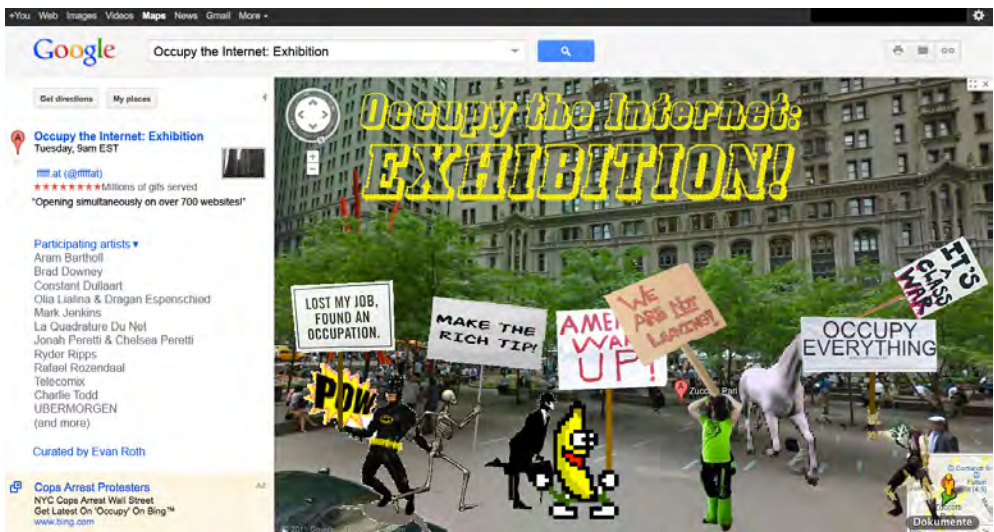 +You Web Images Videos Maps News Gmail More
Google
Occupy the Internet: Exhibition
Get directions
My places
A
Occupy the Internet: Exhibition
Tuesday, 9am EST
fffff.at (@fffffat)
★★★★★★★★Millions of gifs served
"Opening simultaneously on over 700 websites!"
Participating artists ▾
Aram Bartholl
Brad Downey
Constant Dullaart
Olia Lialina & Dragan Espenschied
Mark Jenkins
La Quadrature Du Net
Jonah Peretti & Chelsea Peretti
Ryder Ripps
Rafael Rozendaal
Telecomix
Charlie Todd
UBERMORGEN
(and more)
Curated by Evan Roth
Cops Arrest Protesters
Ad
NYC Cops Arrest Wall Street
Get Latest On 'Occupy' On Bing™
www.bing.com
Occupy the Internet:
EXHIBITION!
LOST MY JOB,
FOUND AN
OCCUPATION.
MAKE THE
RICH TIP!
AME
WA
UP!
WE
ARE NOT
LEAVING!
IT'S
A
CLASS
WAR
OCCUPY
EVERYTHING
POW
A
Dokumente